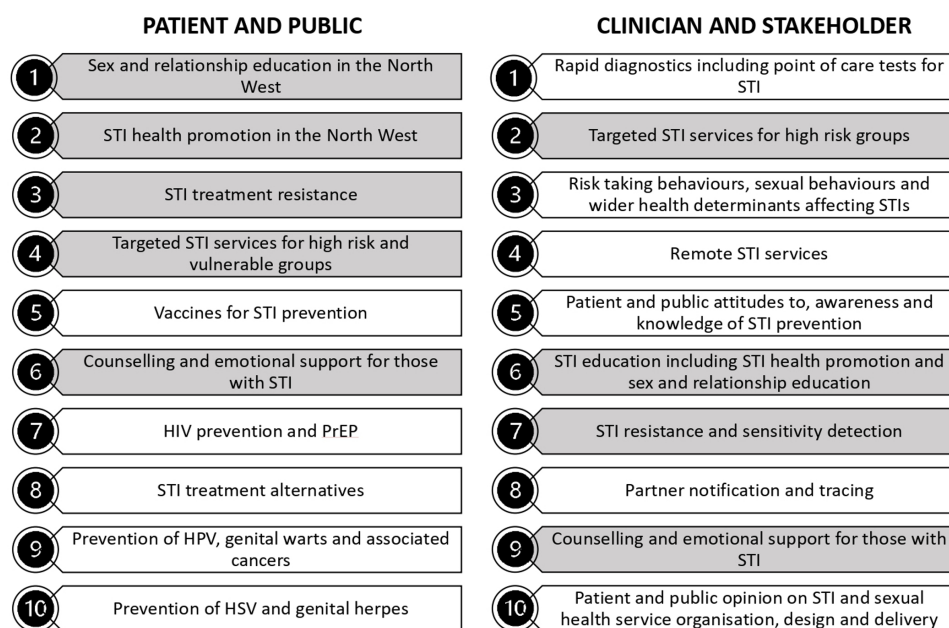 PATIENT AND PUBLIC
1
Sex and relationship education in the North
West
2
STI health promotion in the North West
3
STI treatment resistance
4
Targeted STI services for high risk and
vulnerable groups
5
Vaccines for STI prevention
6
Counselling and emotional support for those
with STI
7
HIV prevention and PrEP
8
STI treatment alternatives
9
Prevention of HPV, genital warts and associated
cancers
10
Prevention of HSV and genital herpes
CLINICIAN AND STAKEHOLDER
1
Rapid diagnostics including point of care tests for
STI
2
Targeted STI services for high risk groups
3
Risk taking behaviours, sexual behaviours and
wider health determinants affecting STIs
4
Remote STI services
5
Patient and public attitudes to, awareness and
knowledge of STI prevention
6
STI education including STI health promotion and
sex and relationship education
7
STI resistance and sensitivity detection
8
Partner notification and tracing
9
Counselling and emotional support for those with
STI
10
Patient and public opinion on STI and sexual
health service organisation, design and delivery